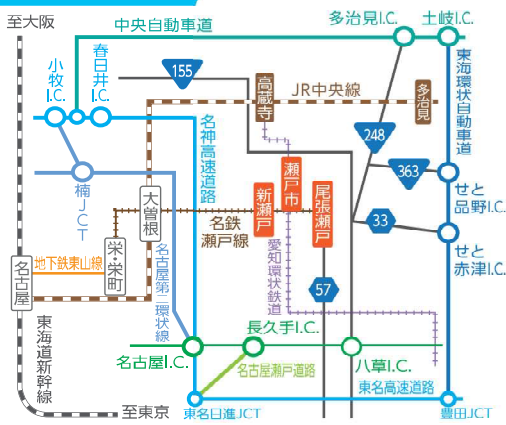 至大阪
中央自動車道
多治見I.C.
土岐I.C.
小牧I.C.
春日井I.C.
155
高蔵寺
JR中央線
多治見
東海環状自動車道
248
363
33
せと品野I.C.
せと赤津I.C.
楠JCT
名神高速道路
大曽根
新瀬戸
瀬戸市
尾張瀬戸
名鉄瀬戸線
愛知環状鉄道
57
栄・栄町
地下鉄東山線
名古屋
名古屋第二環状線
東海道新幹線
長久手I.C.
名古屋I.C.
名古屋瀬戸道路
八草I.C.
東名高速道路
至東京
東名日進JCT
豊田JCT